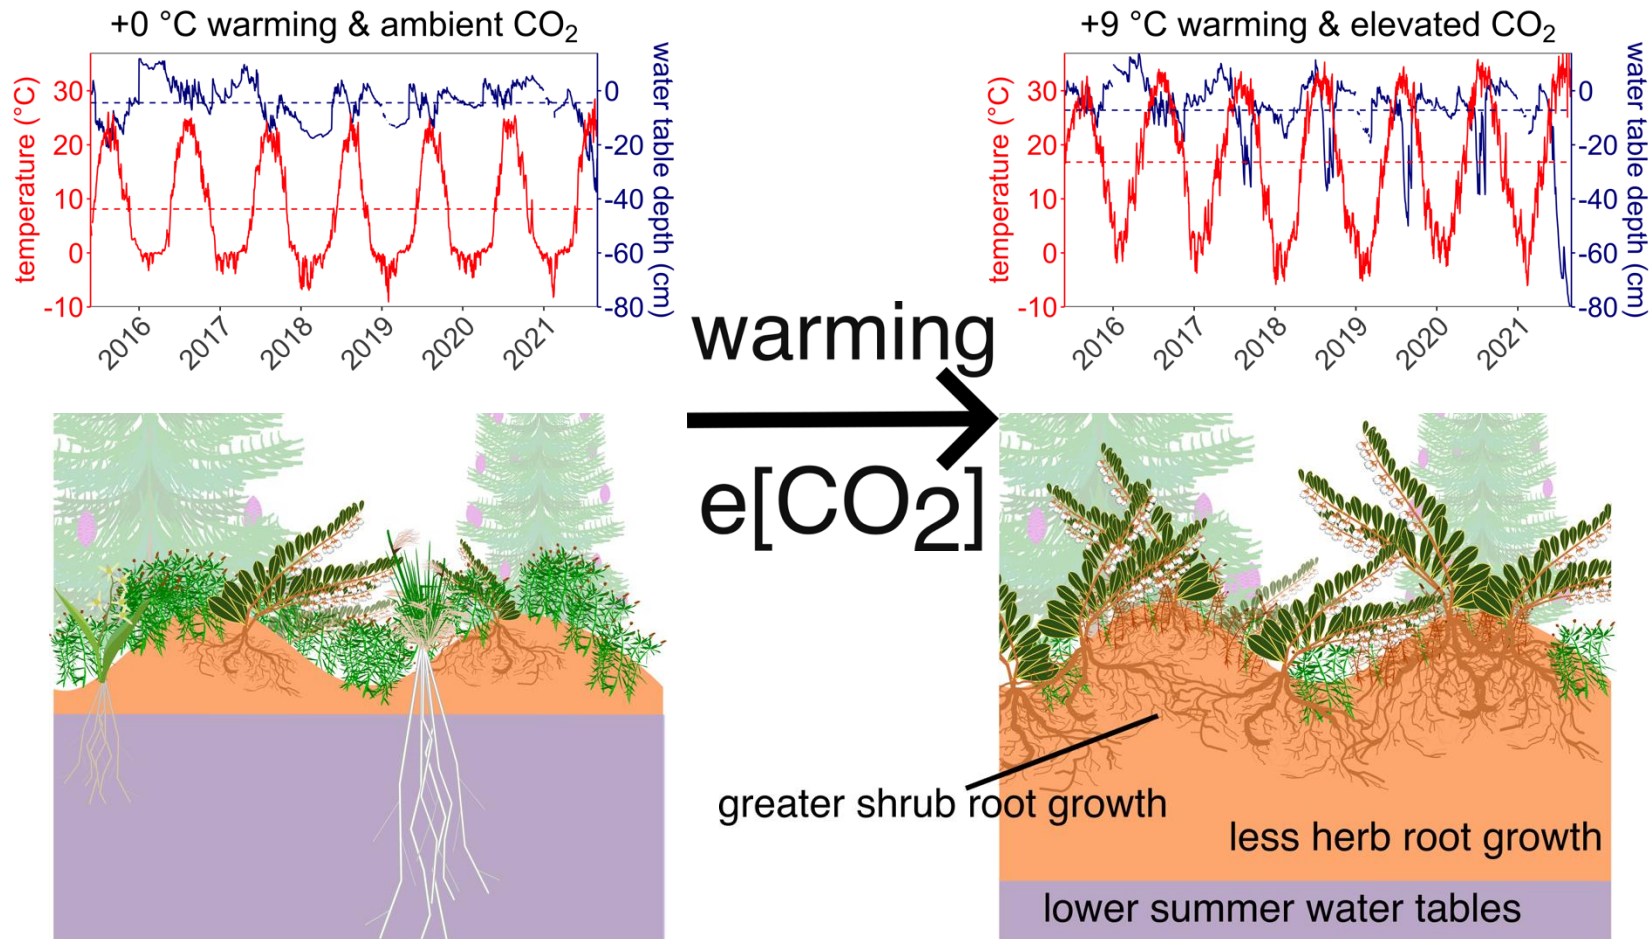 +0 °C warming & ambient CO₂
temperature (°C)
30
20
10
0
-10
0
-20
-40
-60
-80
water table depth (cm)
2016
2017
2018
2019
2020
2021
+9 °C warming & elevated CO₂
temperature (°C)
30
20
10
0
-10
0
-20
-40
-60
-80
water table depth (cm)
2016
2017
2018
2019
2020
2021
warming
e[CO₂]
greater shrub root growth
less herb root growth
lower summer water tables